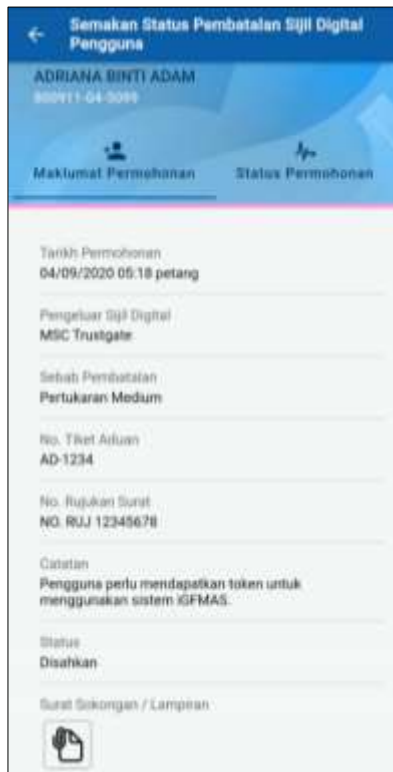 Semakan Status Pembatalan Sijil Digital
Pengguna
ADRIANA BINTI ADAM
Maklumat Permohonan
Status Permohonan
Tarikh Permohonan
04/09/2020 05:18 petang
Pengeluar Sijil Digital
MSC Trustgate
Sebab Pembatalan
Pertukaran Medium
No. Tiket Aduan
AD-1234
No. Rujukan Surat
NO. RUJ 12345678
Catatan
Pengguna perlu mendapatkan token untuk
menggunakan sistem iGFMAS.
Status
Disahkan
Surat Sokongan / Lampiran